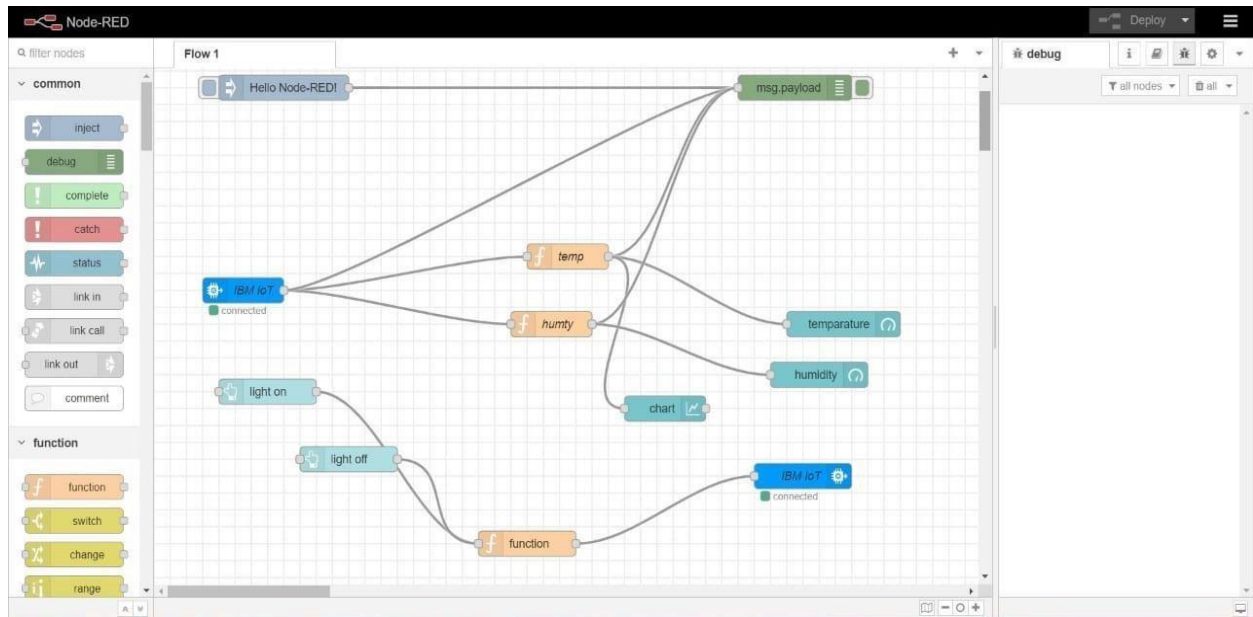 Node-RED
Deploy
filter nodes
common
inject
debug
complete
catch
status
link in
link call
link out
comment
function
function
switch
change
range
Flow 1
Hello Node-RED!
msg.payload
temp
IBM IoT
connected
humty
temparature
humidity
light on
chart
light off
IBM IoT
connected
function
debug
i
all nodes
all